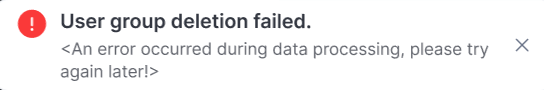 User group deletion failed.
<An error occurred during data processing, please try
again later!>